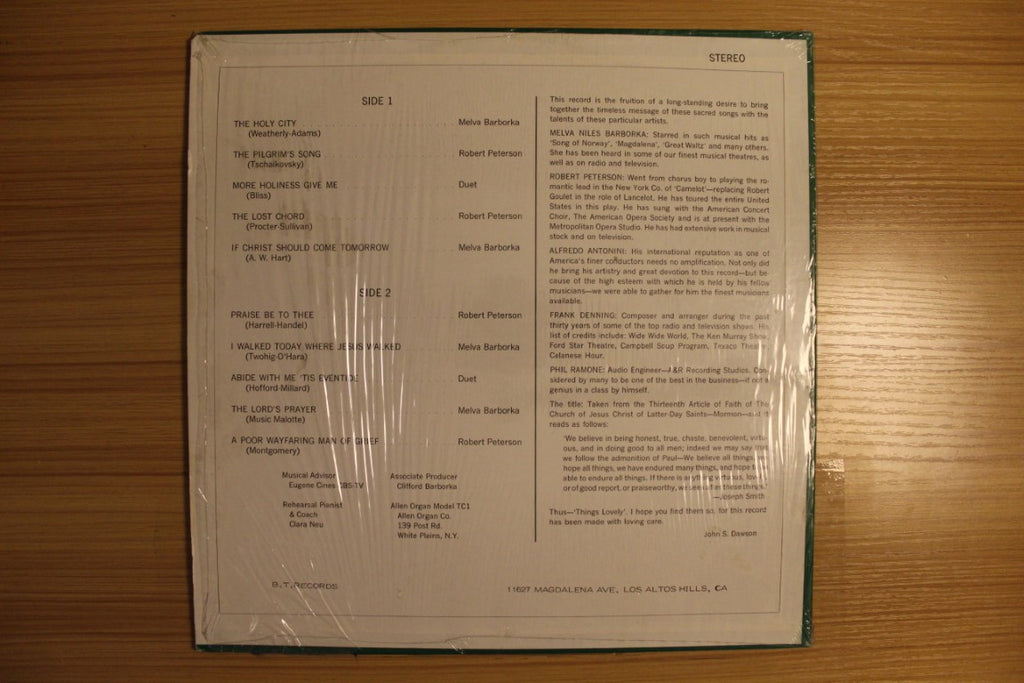 STEREO
SIDE 1
THE HOLY CITY Melva Barborka
(Weatherly-Adams)
THE PILGRIM'S SONG Robert Peterson
(Tschaikovsky)
MORE HOLINESS GIVE ME Duet
(Bliss)
THE LOST CHORD Robert Peterson
(Procter-Sullivan)
IF CHRIST SHOULD COME TOMORROW Melva Barborka
(A. W. Hart)
SIDE 2
PRAISE BE TO THEE Robert Peterson
(Harrell-Handel)
I WALKED TODAY WHERE JESUS WALKED Melva Barborka
(Twohig-O'Hara)
ABIDE WITH ME 'TIS EVENTIDE Duet
(Hofford-Millard)
THE LORD'S PRAYER Melva Barborka
(Music Malotte)
A POOR WAYFARING MAN OF GRIEF Robert Peterson
(Montgomery)
Musical Advisor
Eugene Cines CBS-TV
Associate Producer
Clifford Barborka
Rehearsal Pianist
& Coach
Clara Neu
Allen Organ Model TC1
Allen Organ Co.
139 Post Rd.
White Plains, N.Y.
This record is the fruition of a long-standing desire to bring
together the timeless message of these sacred songs with the
talents of these particular artists.
MELVA NILES BARBORKA: Starred in such musical hits as
'Song of Norway', 'Magdalena', 'Great Waltz' and many others.
She has been heard in some of our finest musical theatres, as
well as on radio and television.
ROBERT PETERSON: Went from chorus boy to playing the ro-
mantic lead in the New York Co. of 'Camelot'—replacing Robert
Goulet in the role of Lancelot. He has toured the entire United
States in this play. He has sung with the American Concert
Choir, The American Opera Society and is at present with the
Metropolitan Opera Studio. He has had extensive work in musical
stock and on television.
ALFREDO ANTONINI: His international reputation as one of
America's finer conductors needs no amplification. Not only did
he bring his artistry and great devotion to this record—but be-
cause of the high esteem with which he is held by his fellow
musicians—we were able to gather for him the finest musicians
available.
FRANK DENNING: Composer and arranger during the past
thirty years of some of the top radio and television shows. His
list of credits include: Wide Wide World, The Ken Murray Show,
Ford Star Theatre, Campbell Soup Program, Texaco Theatre,
Celanese Hour.
PHIL RAMONE: Audio Engineer—J&R Recording Studios. Con-
sidered by many to be one of the best in the business—if not a
genius in a class by himself.
The title: Taken from the Thirteenth Article of Faith of The
Church of Jesus Christ of Latter-Day Saints—Mormon—and it
reads as follows:
'We believe in being honest, true, chaste, benevolent, virtu-
ous, and in doing good to all men; indeed we may say that
we follow the admonition of Paul—We believe all things, we
hope all things, we have endured many things, and hope to be
able to endure all things. If there is anything virtuous, lovely,
or of good report, or praiseworthy, we seek after these things.'
—Joseph Smith
Thus—'Things Lovely'. I hope you find them so, for this record
has been made with loving care.
John S. Dawson
B.T. RECORDS
11627 MAGDALENA AVE, LOS ALTOS HILLS, CA